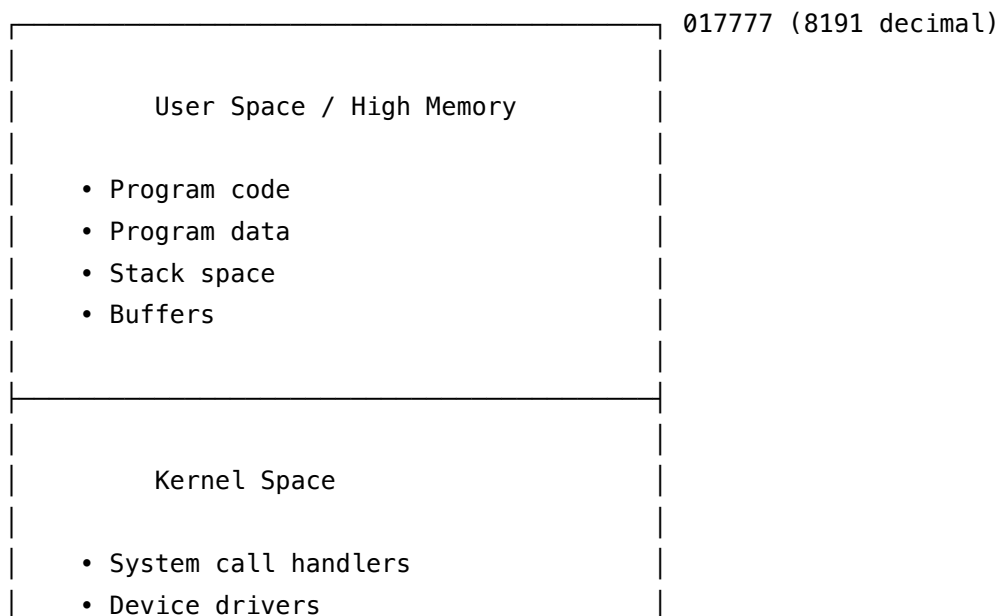 017777 (8191 decimal)
User Space / High Memory
• Program code
• Program data
• Stack space
• Buffers
Kernel Space
• System call handlers
• Device drivers